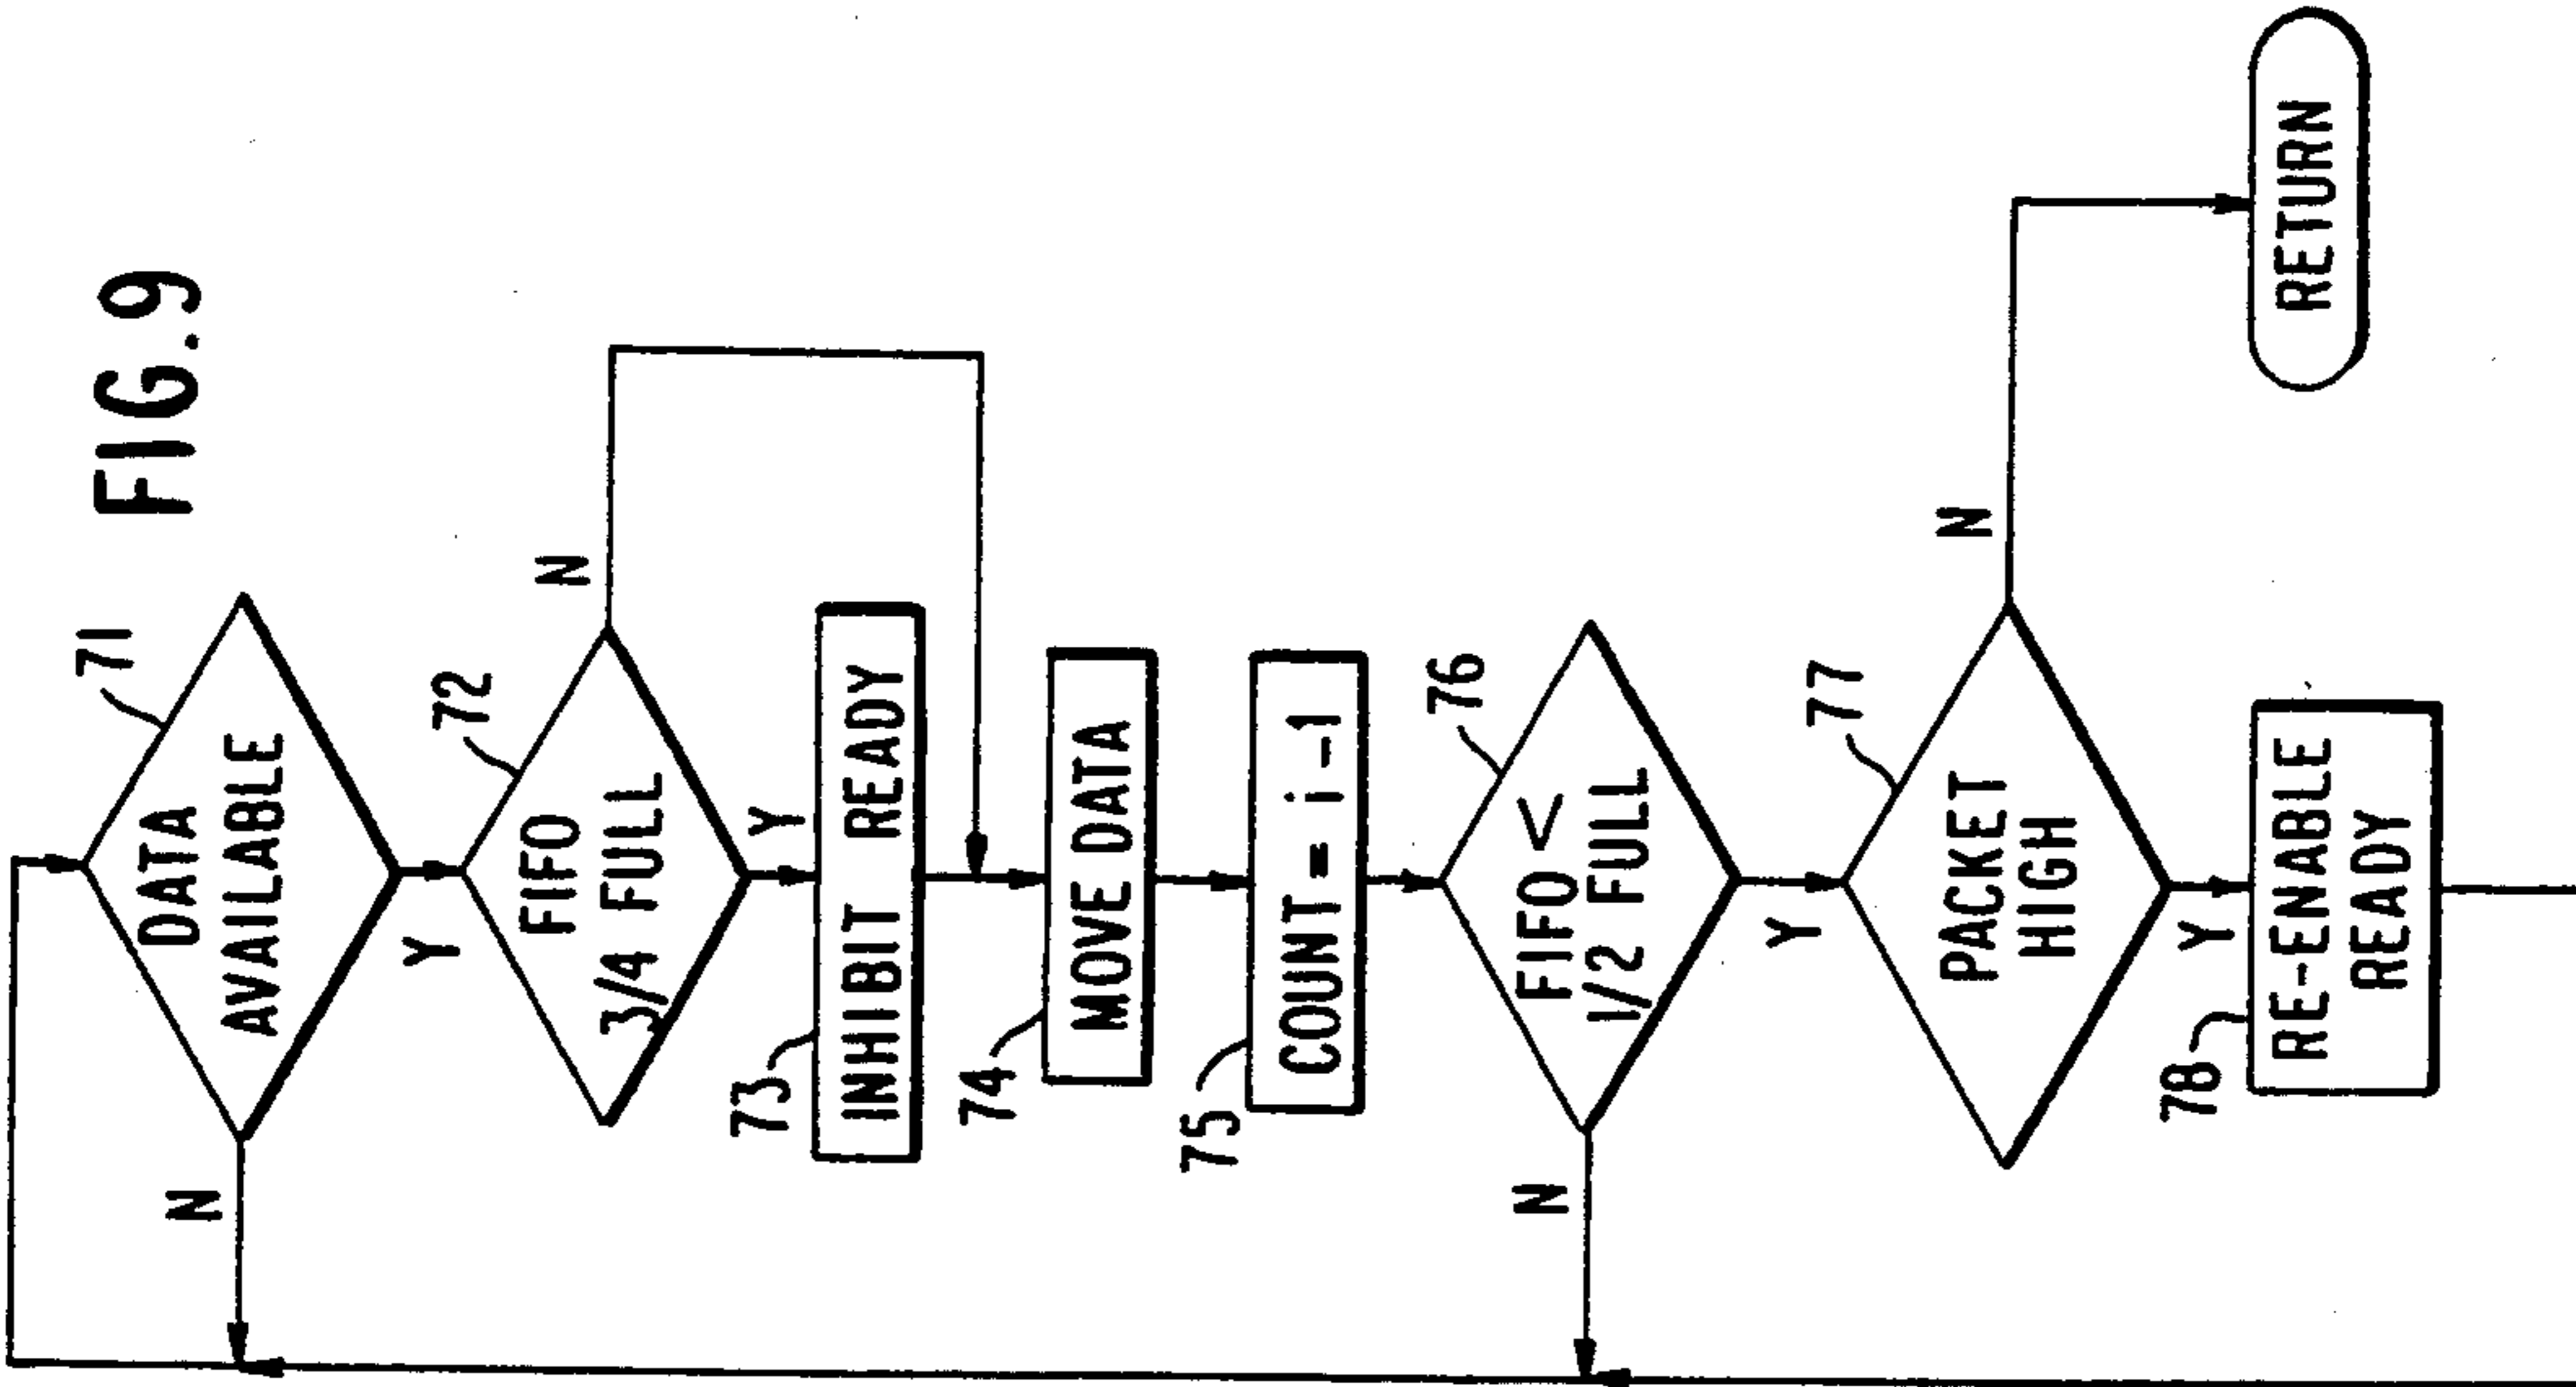 FIG.9
71
DATA
AVAILABLE
N
Y
72
FIFO
3/4 FULL
N
Y
73
INHIBIT READY
74
MOVE DATA
75
COUNT = i -1
76
FIFO <
1/2 FULL
N
Y
77
PACKET
HIGH
N
Y
78
RE-ENABLE
READY
RETURN